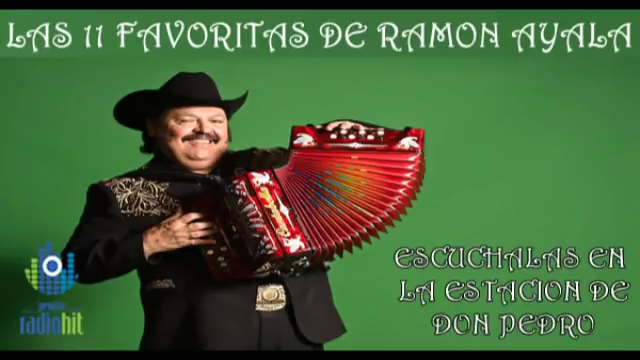 LAS 11 FAVORITAS DE RAMON AYALA
ESCUCHALAS EN
LA ESTACION DE
DON PEDRO
radiohit